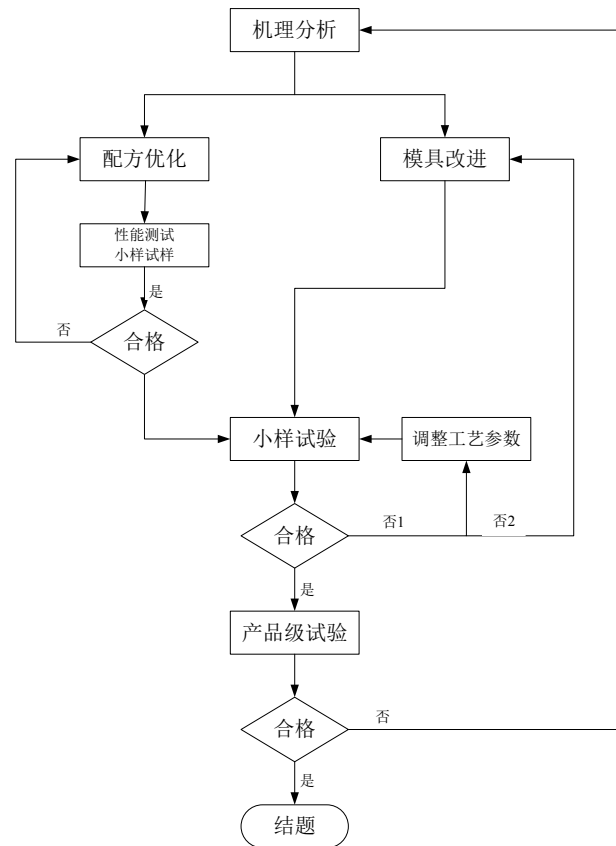 机理分析
配方优化
模具改进
性能测试
小样试样
是
否
合格
小样试验
调整工艺参数
合格
否1
否2
是
产品级试验
合格
否
是
结题